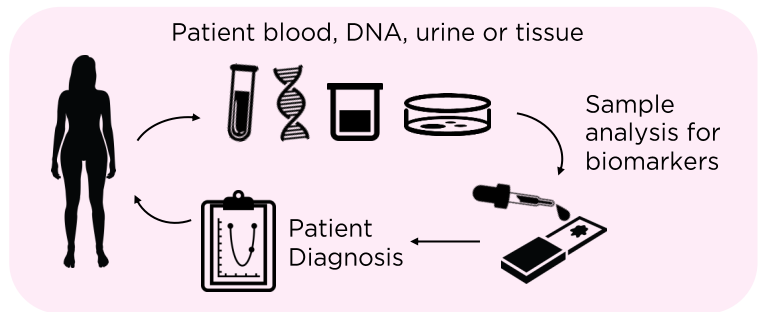 Patient blood, DNA, urine or tissue
Sample
analysis for
biomarkers
Patient
Diagnosis